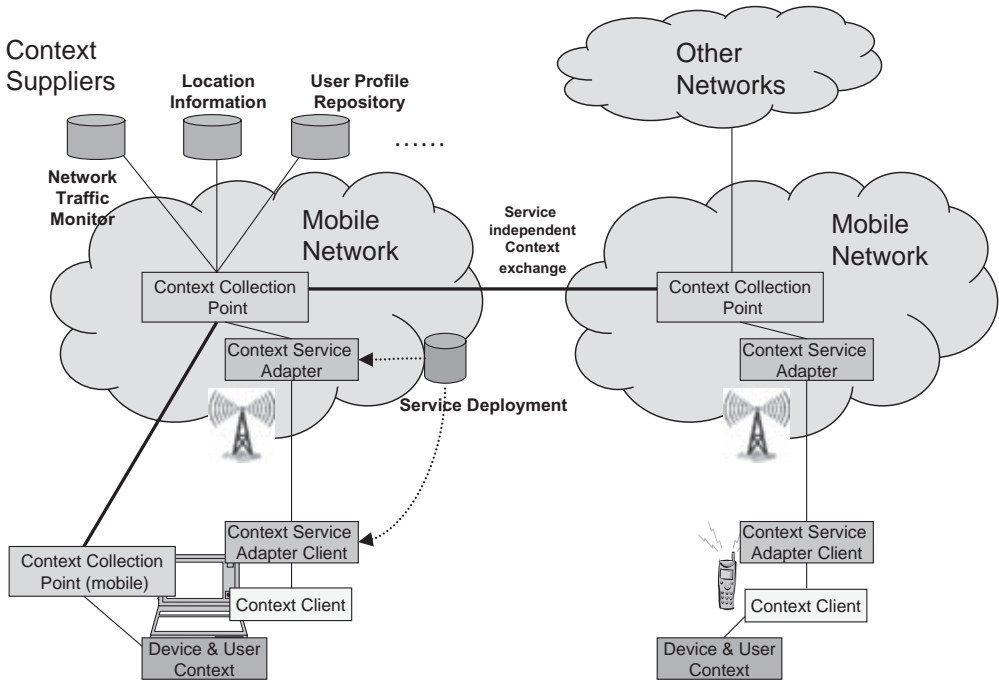 Context
Suppliers
Location
Information
User Profile
Repository
......
Network
Traffic
Monitor
Mobile
Network
Context Collection
Point
Context Service
Adapter
Service Deployment
Context Service
Adapter Client
Context Collection
Point (mobile)
Context Client
Device & User
Context
Service
independent
Context
exchange
Other
Networks
Mobile
Network
Context Collection
Point
Context Service
Adapter
Context Service
Adapter Client
Context Client
Device & User
Context